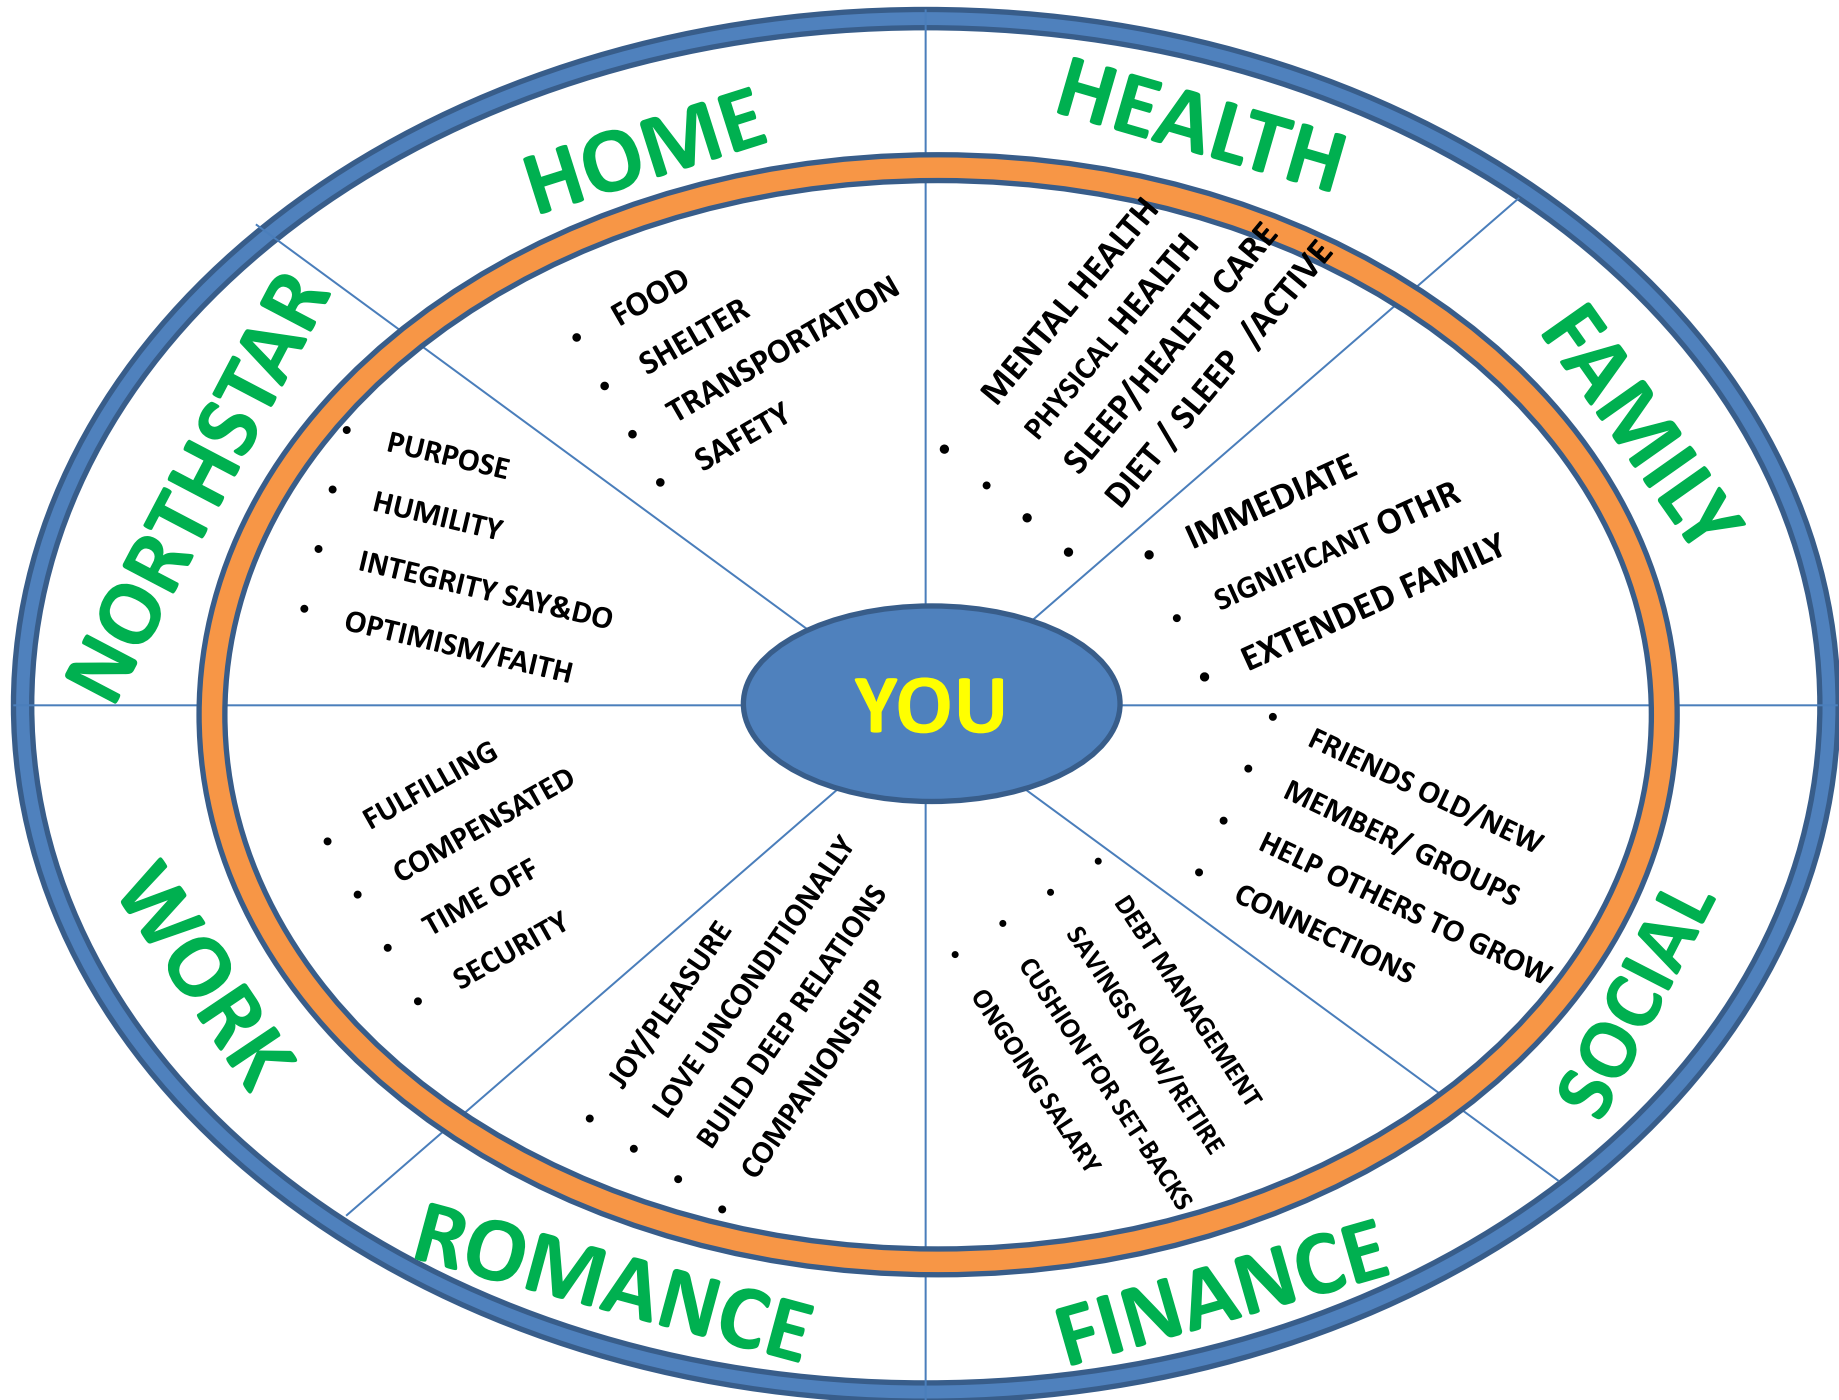 HOME
• FOOD
• SHELTER
• TRANSPORTATION
• SAFETY
HEALTH
• MENTAL HEALTH
• PHYSICAL HEALTH
• SLEEP/HEALTH CARE
• DIET / SLEEP /ACTIVE
FAMILY
• IMMEDIATE
• SIGNIFICANT OTHR
• EXTENDED FAMILY
SOCIAL
• FRIENDS OLD/NEW
• MEMBER/ GROUPS
• HELP OTHERS TO GROW
• CONNECTIONS
FINANCE
• DEBT MANAGEMENT
• SAVINGS NOW/RETIRE
• CUSHION FOR SET-BACKS
• ONGOING SALARY
ROMANCE
• JOY/PLEASURE
• LOVE UNCONDITIONALLY
• BUILD DEEP RELATIONS
• COMPANIONSHIP
WORK
• FULFILLING
• COMPENSATED
• TIME OFF
• SECURITY
NORTHSTAR
• PURPOSE
• HUMILITY
• INTEGRITY SAY&DO
• OPTIMISM/FAITH
YOU